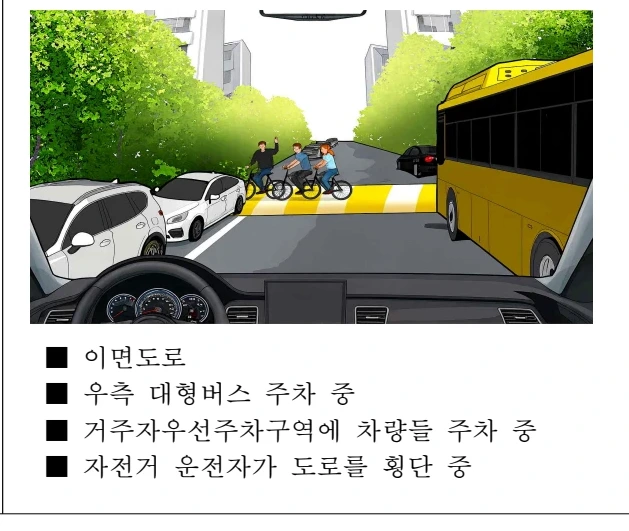 ■ 이면도로
■ 우측 대형버스 주차 중
■ 거주자우선주차구역에 차량들 주차 중
■ 자전거 운전자가 도로를 횡단 중